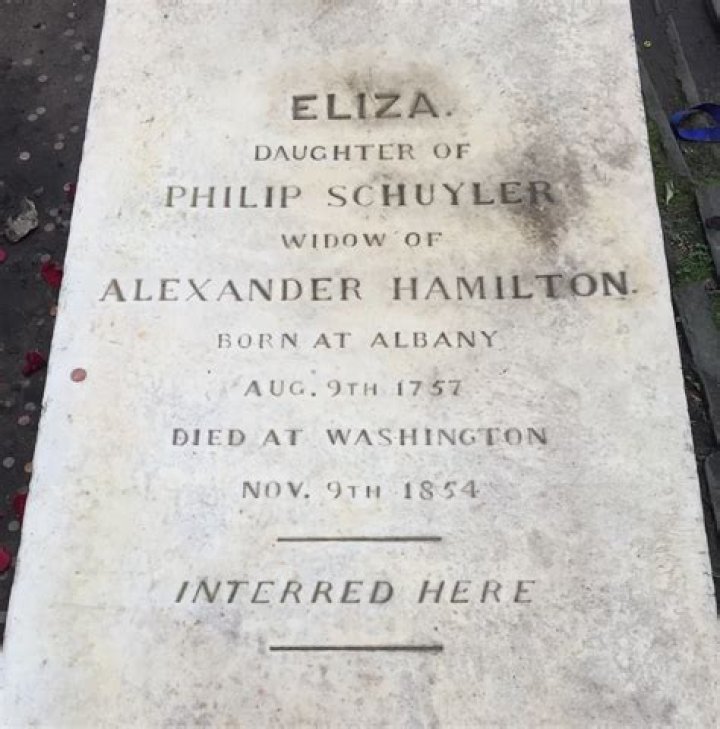 ELIZA.
DAUGHTER OF
PHILIP SCHUYLER
WIDOW OF
ALEXANDER HAMILTON.
BORN AT ALBANY
AUG. 9TH 1757
DIED AT WASHINGTON
NOV. 9TH 1854
INTERRED HERE